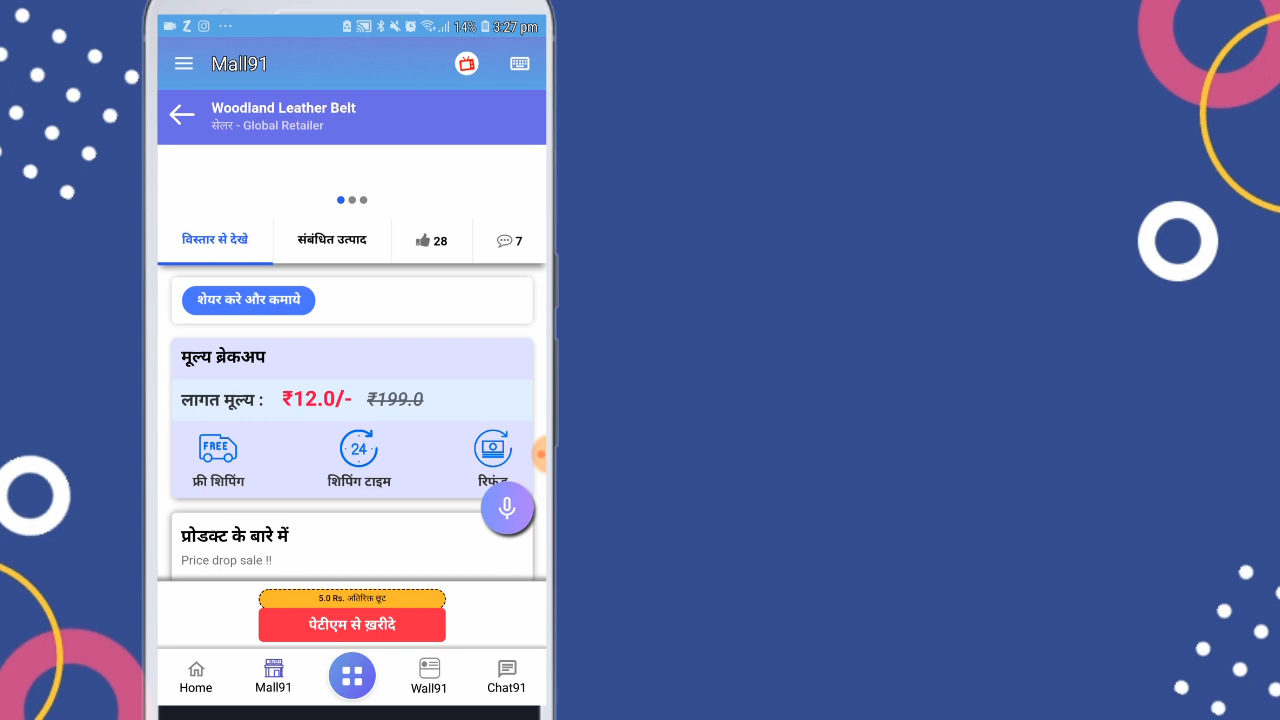 14% 3:27 pm
Mall91
Woodland Leather Belt
सेलर - Global Retailer
विस्तार से देखे संबंधित उत्पाद 28 7
शेयर करे और कमाये
मूल्य ब्रेकअप
लागत मूल्य : ₹12.0/- ₹199.0
FREE 24
फ्री शिपिंग शिपिंग टाइम रिफंड
प्रोडक्ट के बारे में
Price drop sale !!
5.0 Rs. अतिरिक्त छूट
पेटीएम से ख़रीदे
Home Mall91 Wall91 Chat91